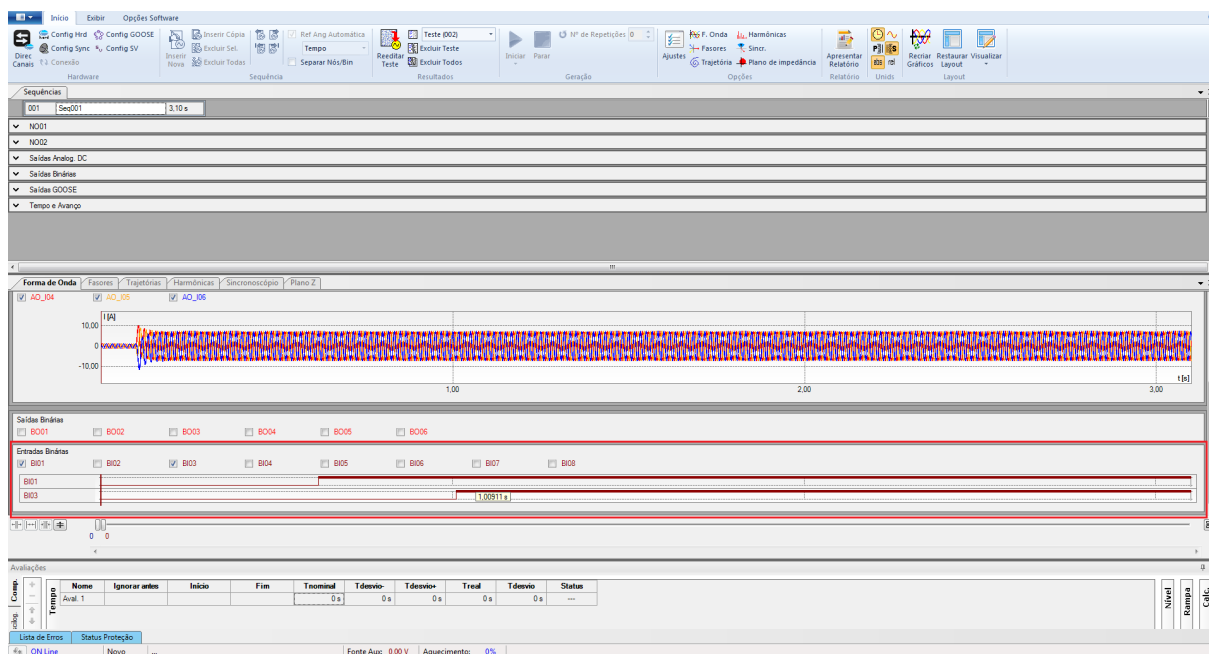 Início Exibir Opções Software
Direc Canais
Config Hrd Config GOOSE
Config Sync Config SV
Conexão
Hardware
Inserir Nova
Inserir Cópia
Excluir Sel.
Excluir Todas
Sequência
Ref Ang Automática
Tempo
Separar Nós/Bin
Reeditar Teste
Teste (002)
Excluir Teste
Excluir Todos
Resultados
Iniciar Parar
Nº de Repetições 0
Geração
Ajustes
F. Onda Harmônicas
Fasores Sincr.
Trajetória Plano de impedância
Opções
Apresentar Relatório
Relatório
Unids
Recriar Gráficos
Restaurar Layout
Visualizar
Layout
Sequências
001 Seq001 3,10 s
NO01
NO02
Saídas Analog. DC
Saídas Binárias
Saídas GOOSE
Tempo e Avanço
Forma de Onda Fasores Trajetórias Harmônicas Sincronoscópio Plano Z
AO_I04 AO_I05 AO_I06
I [A]
10,00
0
-10,00
1,00 2,00 3,00
t [s]
Saídas Binárias
BO01 BO02 BO03 BO04 BO05 BO06
Entradas Binárias
BI01 BI02 BI03 BI04 BI05 BI06 BI07 BI08
BI01
BI03 1,00911 s
0 0
Avaliações
Comp.
Tempo
Nome Ignorar antes Início Fim Tnominal Tdesvio- Tdesvio+ Treal Tdesvio Status
Aval. 1 0 s 0 s 0 s 0 s 0 s ---
Nível
Rampa
Calc.
Lista de Erros Status Proteção
ON Line Novo ... Fonte Aux: 0,00 V Aquecimento: 0%